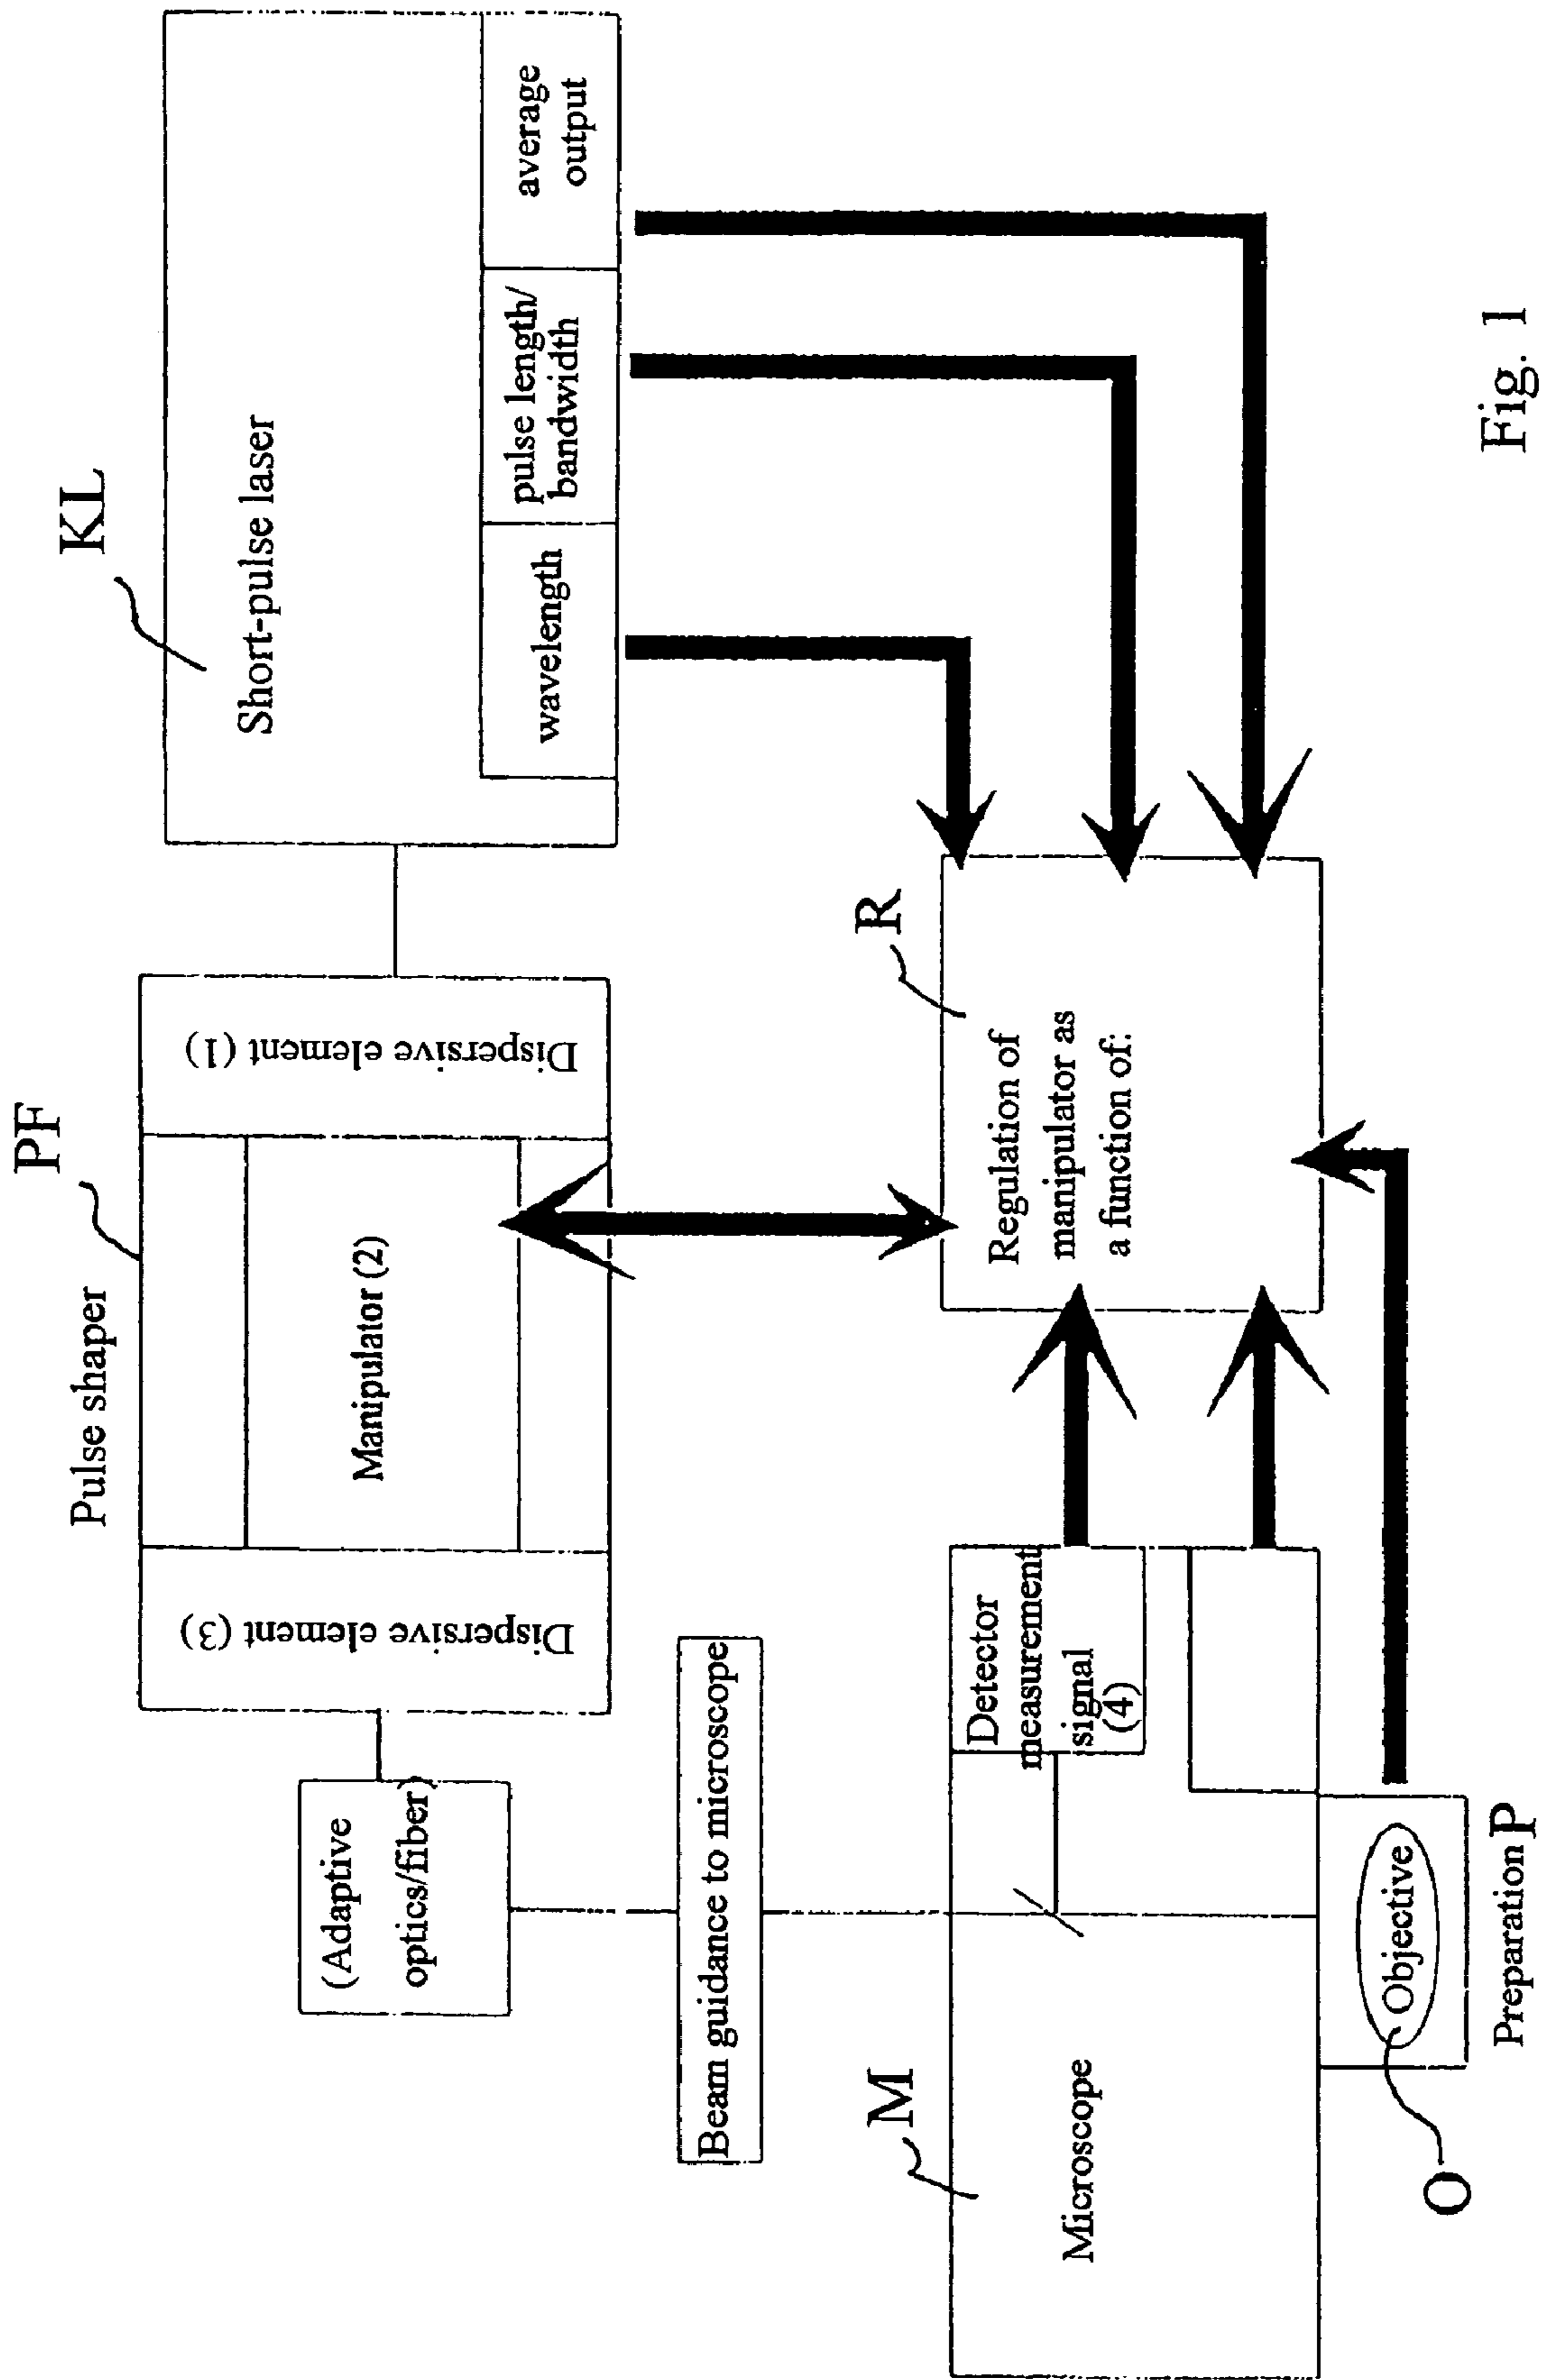 KL
Short-pulse laser
wavelength
pulse length/
bandwidth
average
output
PF
Pulse shaper
Dispersive element (1)
Manipulator (2)
Dispersive element (3)
(Adaptive
optics/fiber)
Beam guidance to microscope
R
Regulation of
manipulator as
a function of:
M
Microscope
Detector
measurement
signal
(4)
Objective
O
Preparation P
Fig. 1